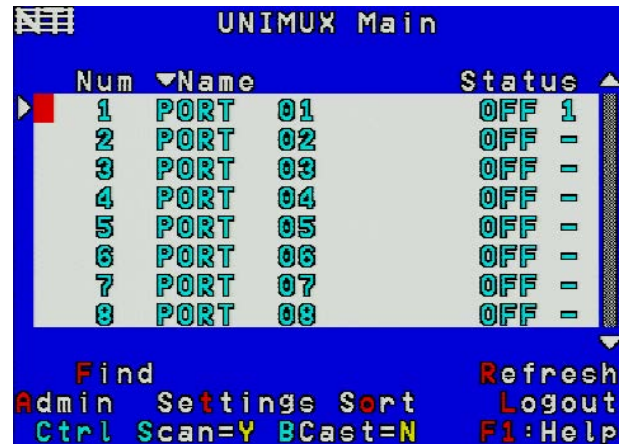 UNIMUX Main
Num Name Status
1 PORT 01 OFF 1
2 PORT 02 OFF -
3 PORT 03 OFF -
4 PORT 04 OFF -
5 PORT 05 OFF -
6 PORT 06 OFF -
7 PORT 07 OFF -
8 PORT 08 OFF -
Find Refresh
Admin Settings Sort Logout
Ctrl Scan=Y BCast=N F1:Help